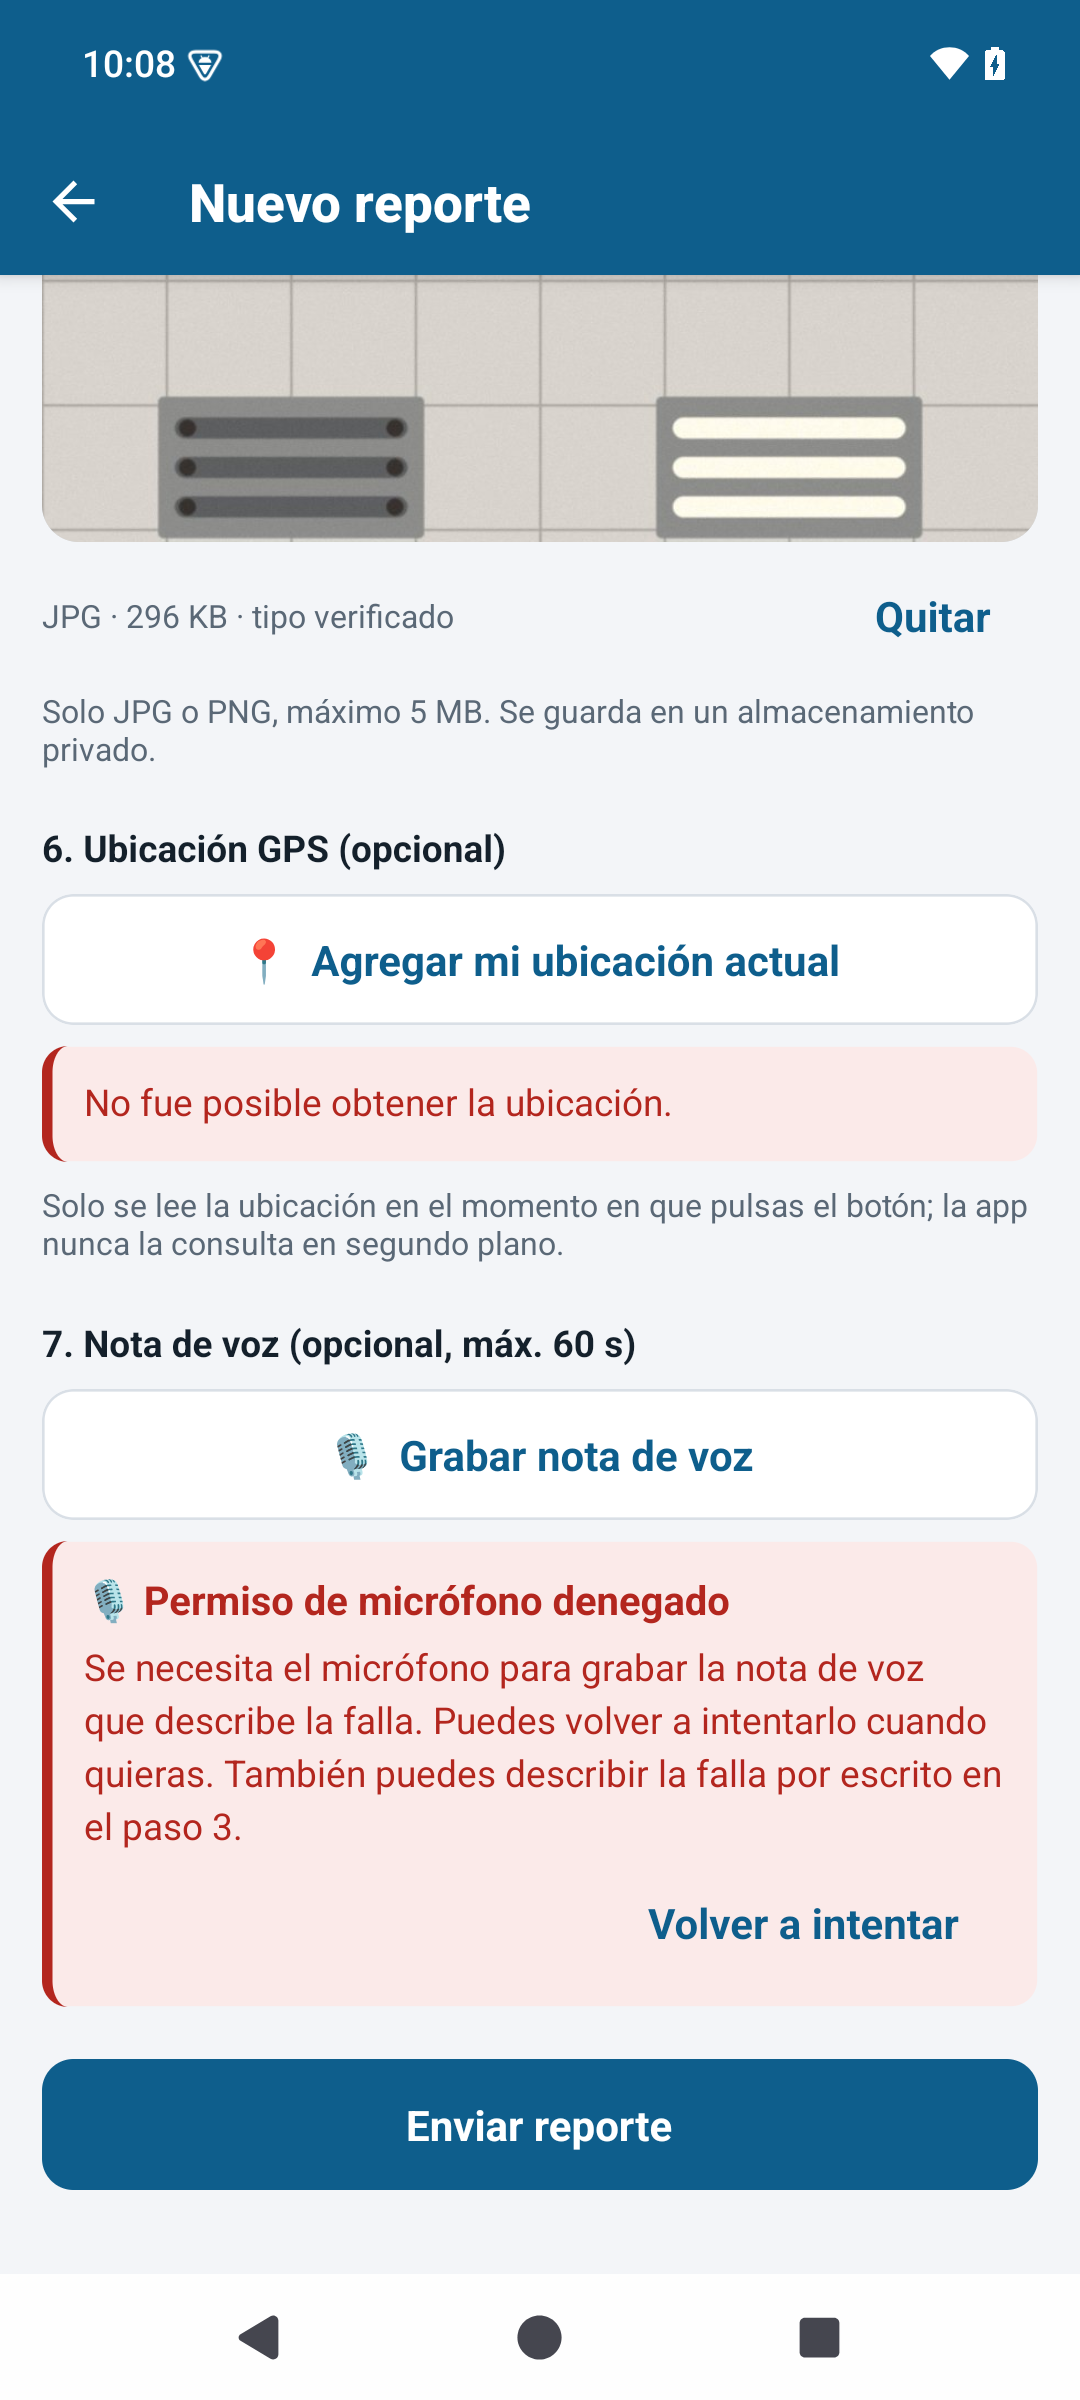 10:08
Nuevo reporte
JPG · 296 KB · tipo verificado
Quitar
Solo JPG o PNG, máximo 5 MB. Se guarda en un almacenamiento
privado.
6. Ubicación GPS (opcional)
📍 Agregar mi ubicación actual
No fue posible obtener la ubicación.
Solo se lee la ubicación en el momento en que pulsas el botón; la app
nunca la consulta en segundo plano.
7. Nota de voz (opcional, máx. 60 s)
🎙️ Grabar nota de voz
🎙️ Permiso de micrófono denegado
Se necesita el micrófono para grabar la nota de voz
que describe la falla. Puedes volver a intentarlo cuando
quieras. También puedes describir la falla por escrito en
el paso 3.
Volver a intentar
Enviar reporte